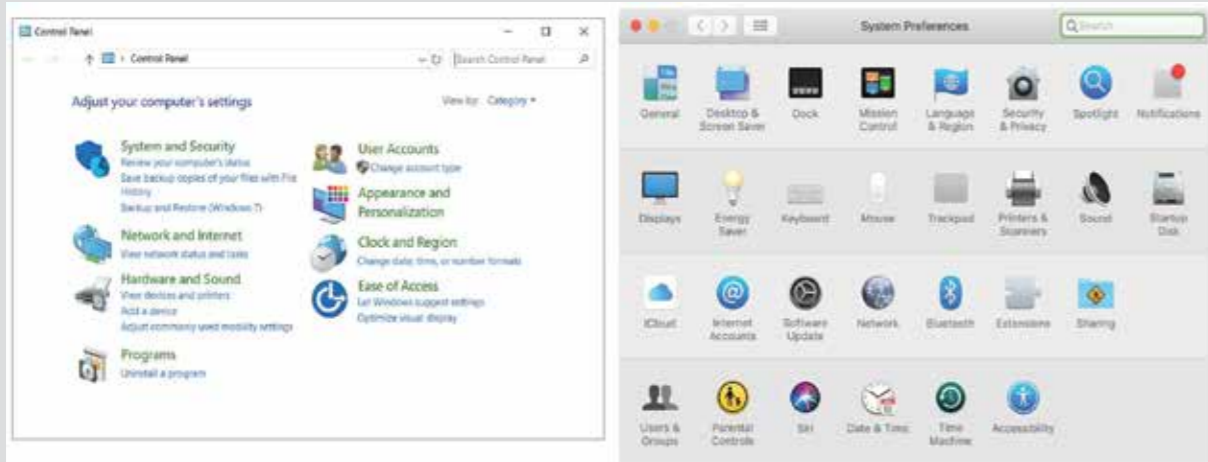 Control Panel
Control Panel
Search Control Panel
Adjust your computer's settings
View by: Category
System and Security
Review your computer's status
Save backup copies of your files with File
History
Backup and Restore (Windows 7)
Network and Internet
View network status and tasks
Hardware and Sound
View devices and printers
Add a device
Adjust commonly used mobility settings
Programs
Uninstall a program
User Accounts
Change account type
Appearance and
Personalization
Clock and Region
Change date, time, or number formats
Ease of Access
Let Windows suggest settings
Optimize visual display
System Preferences
Search
General
Desktop &
Screen Saver
Dock
Mission
Control
Language
& Region
Security
& Privacy
Spotlight
Notifications
Displays
Energy
Saver
Keyboard
Mouse
Trackpad
Printers &
Scanners
Sound
Startup
Disk
iCloud
Internet
Accounts
Software
Update
Network
Bluetooth
Extensions
Sharing
Users &
Groups
Parental
Controls
Siri
Date & Time
Time
Machine
Accessibility